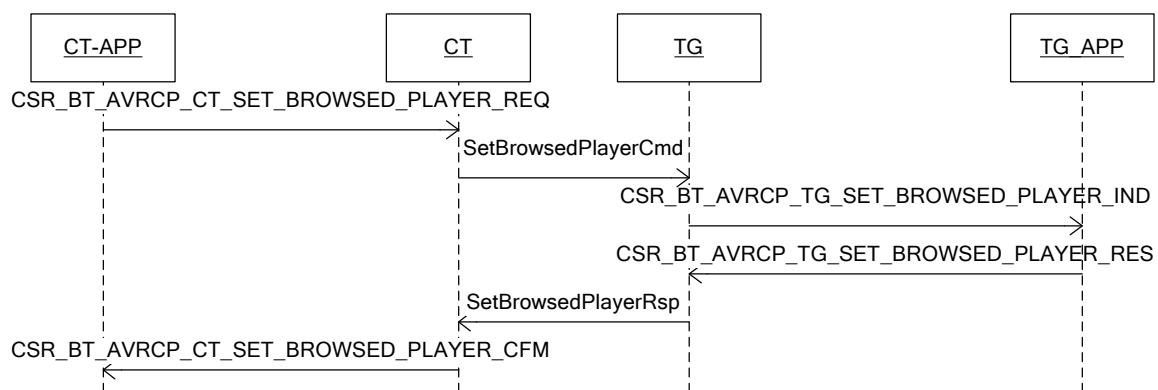 CT-APP
CT
TG
TG_APP
CSR_BT_AVRCP_CT_SET_BROWSED_PLAYER_REQ
SetBrowsedPlayerCmd
CSR_BT_AVRCP_TG_SET_BROWSED_PLAYER_IND
CSR_BT_AVRCP_TG_SET_BROWSED_PLAYER_RES
SetBrowsedPlayerRsp
CSR_BT_AVRCP_CT_SET_BROWSED_PLAYER_CFM